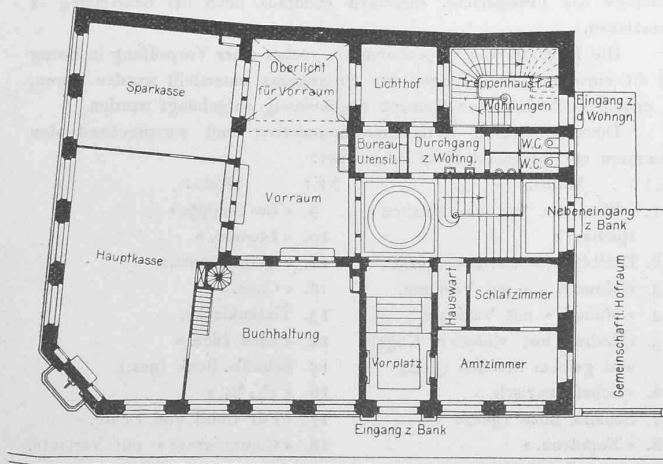 Sparkasse
Oberlicht
für Vorraum
Lichthof
Treppenhaus f. d.
Wohnungen
Eingang z.
d. Wohngn.
Bureau
utensil.
Durchgang
z. Wohng.
W.C.
W.C.
Vorraum
Nebeneingang
z Bank
Hauptkasse
Hauswart
Schlafzimmer
Buchhaltung
Vorplatz
Amtzimmer
Gemeinschaftl. Hofraum
Eingang z Bank